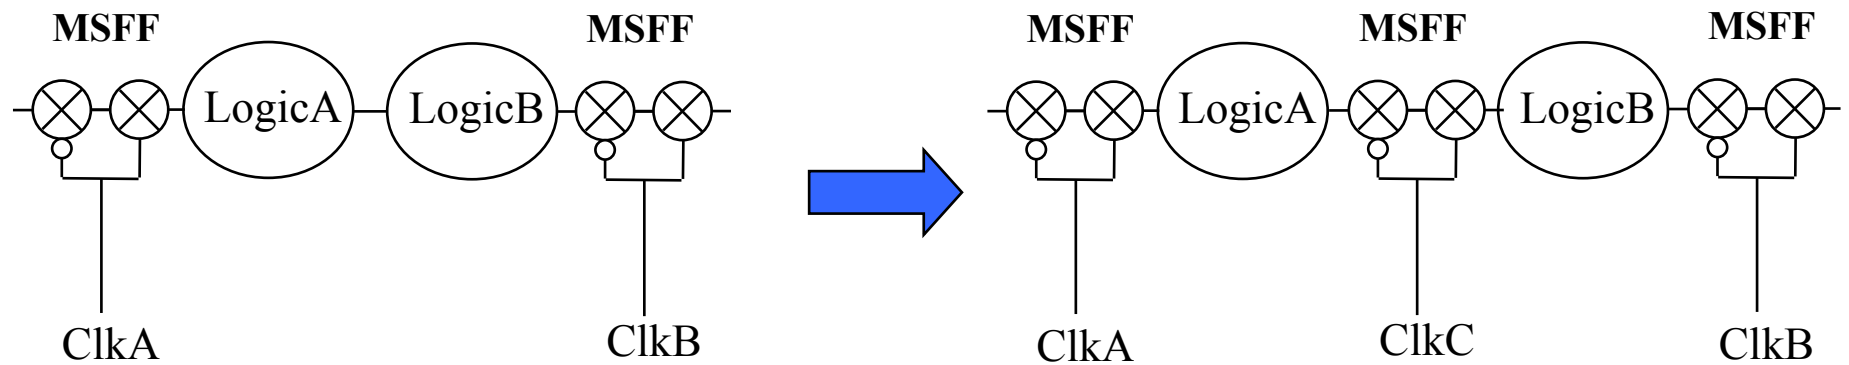 MSFF MSFF MSFF MSFF MSFF
LogicA LogicB LogicA LogicB
ClkA ClkB ClkA ClkC ClkB